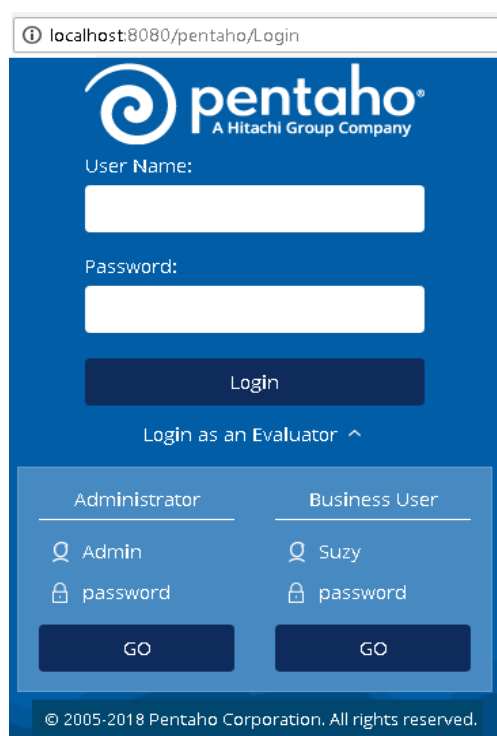 localhost:8080/pentaho/Login
pentaho®
A Hitachi Group Company
User Name:
Password:
Login
Login as an Evaluator
Administrator
Admin
password
GO
Business User
Suzy
password
GO
© 2005-2018 Pentaho Corporation. All rights reserved.